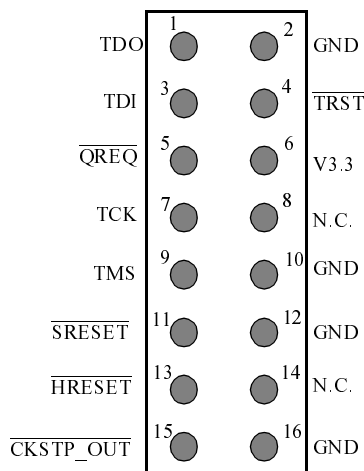 TDO 1 2 GND
TDI 3 4 TRST
QREQ 5 6 V3.3
TCK 7 8 N.C.
TMS 9 10 GND
SRESET 11 12 GND
HRESET 13 14 N.C.
CKSTP_OUT 15 16 GND